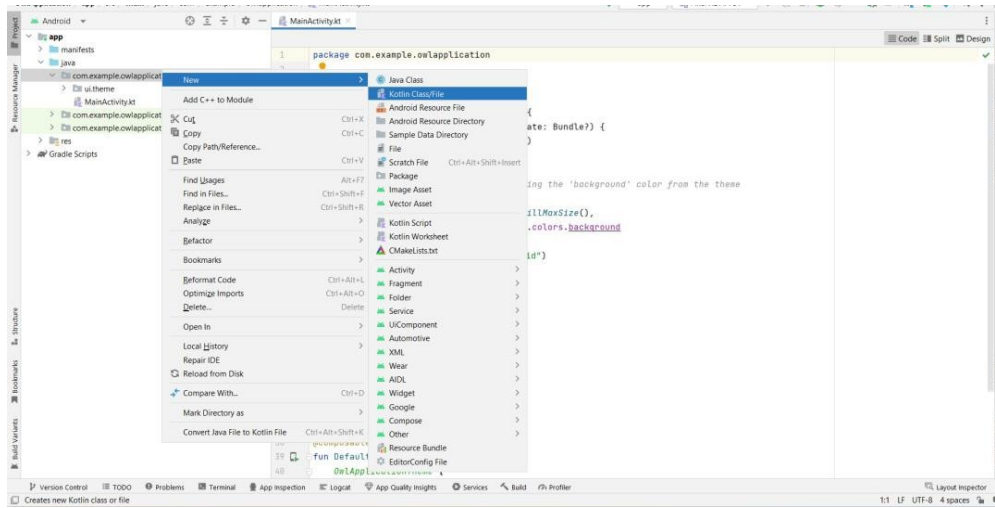 Android
MainActivity.kt
Code Split Design
Project
Resource Manager
Structure
Bookmarks
Build Variants
app
manifests
java
com.example.owlapplicat
ui.theme
MainActivity.kt
com.example.owlapplicat
com.example.owlapplicat
res
Gradle Scripts
1 package com.example.owlapplication
New
Add C++ to Module
Cut Ctrl+X
Copy Ctrl+C
Copy Path/Reference...
Paste Ctrl+V
Find Usages Alt+F7
Find in Files... Ctrl+Shift+F
Replace in Files... Ctrl+Shift+R
Analyze
Refactor
Bookmarks
Reformat Code Ctrl+Alt+L
Optimize Imports Ctrl+Alt+O
Delete... Delete
Open In
Local History
Repair IDE
Reload from Disk
Compare With... Ctrl+D
Mark Directory as
Convert Java File to Kotlin File Ctrl+Alt+Shift+K
Java Class
Kotlin Class/File
Android Resource File
Android Resource Directory
Sample Data Directory
File
Scratch File Ctrl+Alt+Shift+Insert
Package
Image Asset
Vector Asset
Kotlin Script
Kotlin Worksheet
CMakeLists.txt
Activity
Fragment
Folder
Service
UiComponent
Automotive
XML
Wear
AIDL
Widget
Google
Compose
Other
Resource Bundle
EditorConfig File
{
ate: Bundle?) {
)
ing the 'background' color from the theme
illMaxSize(),
.colors.background
id")
39 fun Default
40 OwlApplicationTheme {
Version Control TODO Problems Terminal App Inspection Logcat App Quality Insights Services Build Profiler Layout Inspector
Creates new Kotlin class or file 1:1 LF UTF-8 4 spaces